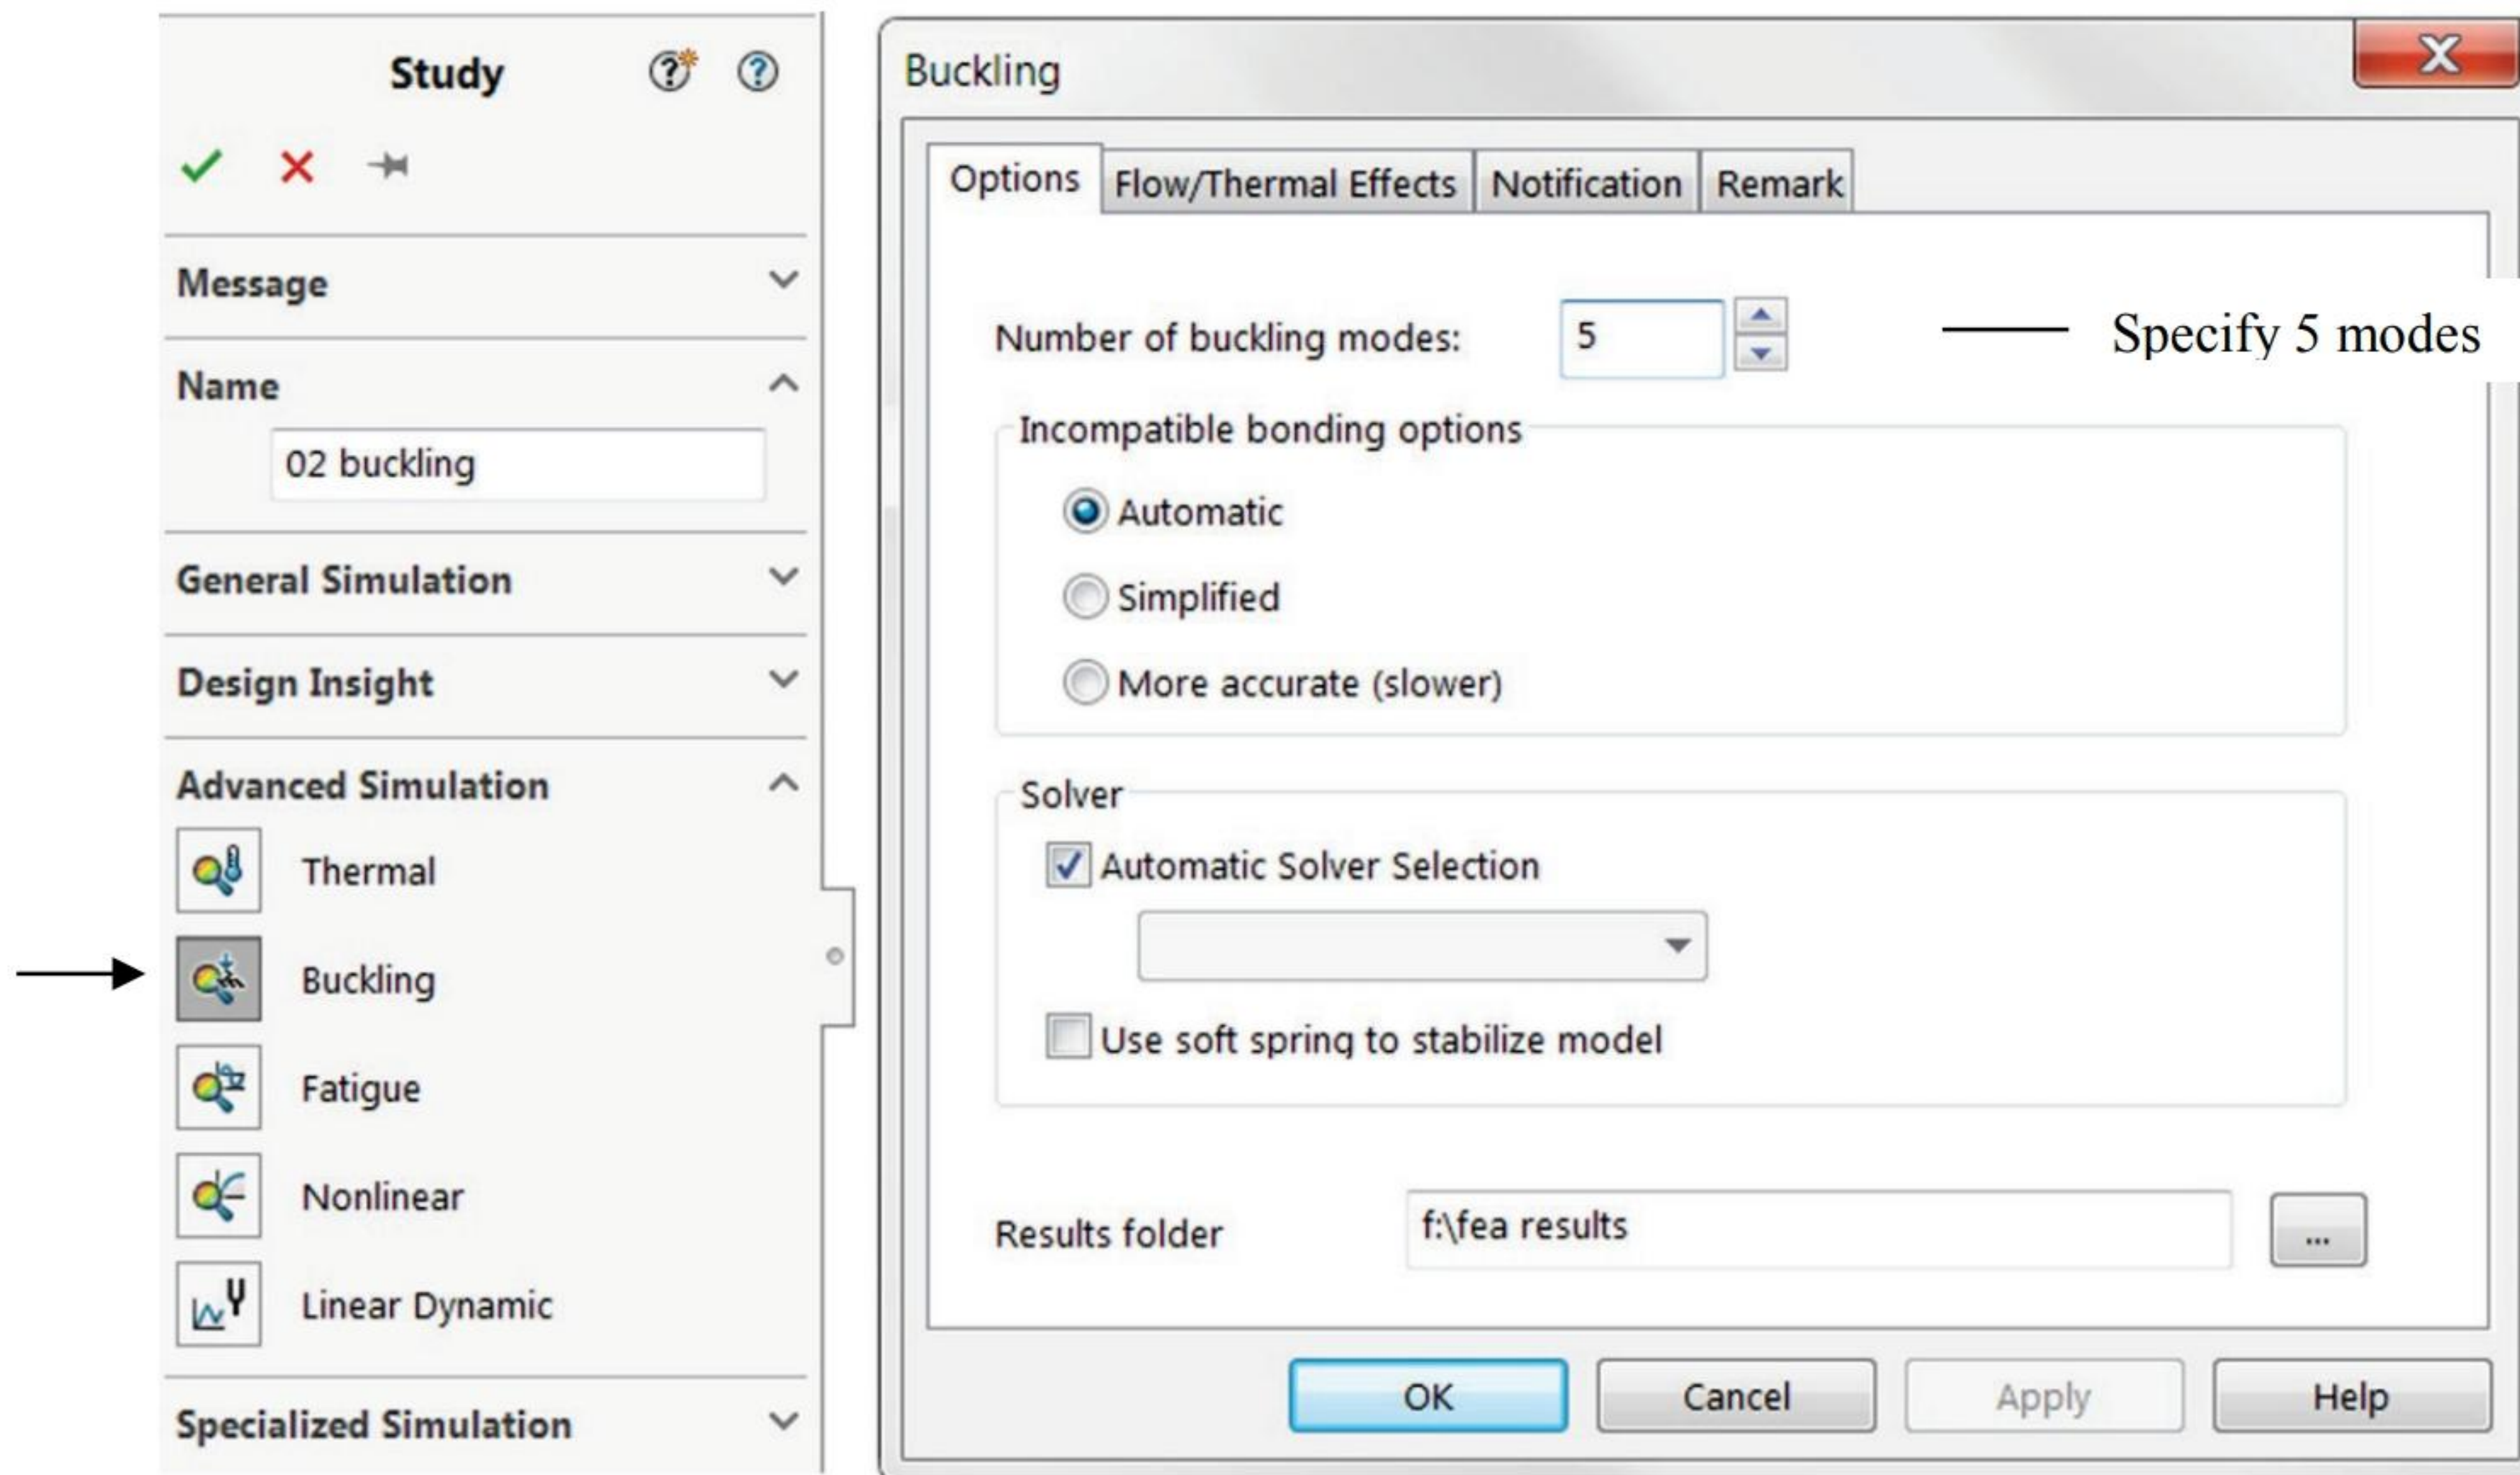 Study
Message
Name
02 buckling
General Simulation
Design Insight
Advanced Simulation
Thermal
Buckling
Fatigue
Nonlinear
Linear Dynamic
Specialized Simulation
Buckling
Options Flow/Thermal Effects Notification Remark
Number of buckling modes: 5
Specify 5 modes
Incompatible bonding options
Automatic
Simplified
More accurate (slower)
Solver
Automatic Solver Selection
Use soft spring to stabilize model
Results folder f:\fea results ...
OK Cancel Apply Help